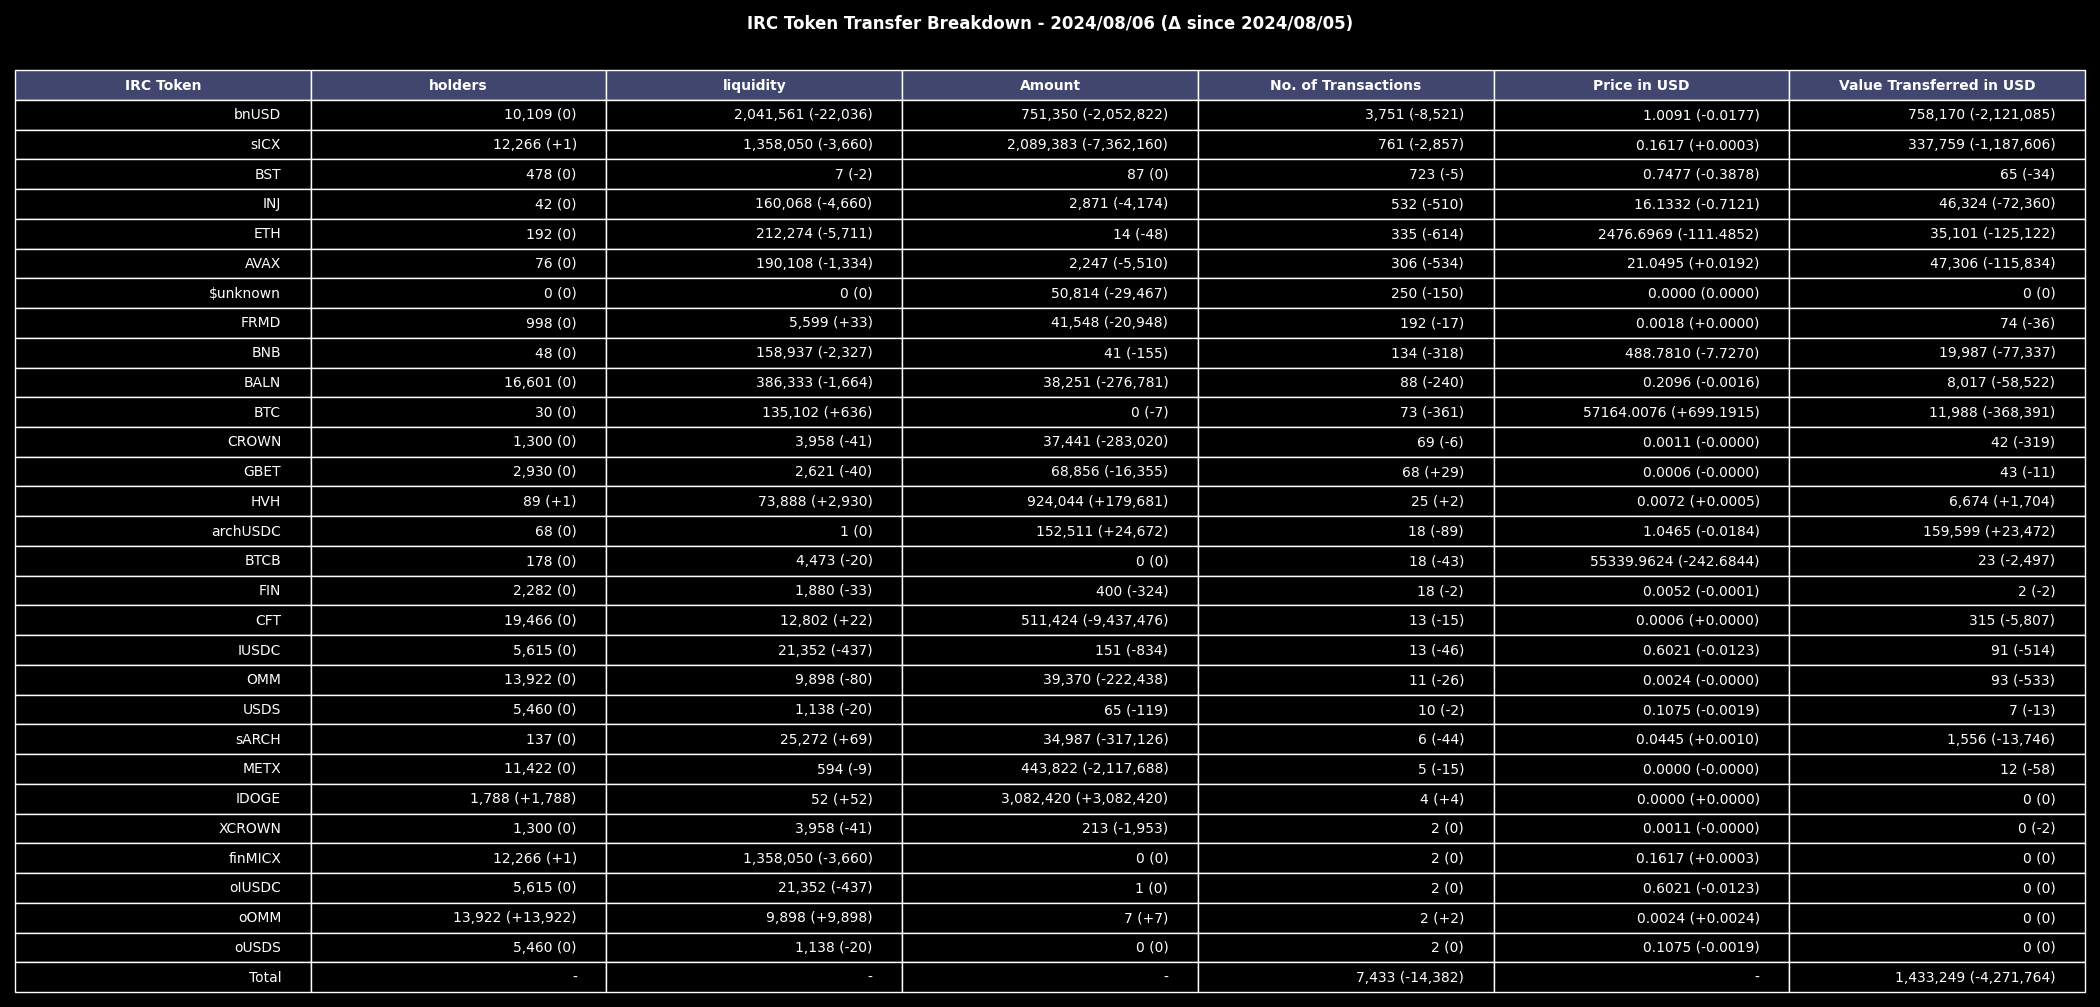 IRC Token Transfer Breakdown - 2024/08/06 (Δ since 2024/08/05)
IRC Token holders liquidity Amount No. of Transactions Price in USD Value Transferred in USD
bnUSD 10,109 (0) 2,041,561 (-22,036) 751,350 (-2,052,822) 3,751 (-8,521) 1.0091 (-0.0177) 758,170 (-2,121,085)
sICX 12,266 (+1) 1,358,050 (-3,660) 2,089,383 (-7,362,160) 761 (-2,857) 0.1617 (+0.0003) 337,759 (-1,187,606)
BST 478 (0) 7 (-2) 87 (0) 723 (-5) 0.7477 (-0.3878) 65 (-34)
INJ 42 (0) 160,068 (-4,660) 2,871 (-4,174) 532 (-510) 16.1332 (-0.7121) 46,324 (-72,360)
ETH 192 (0) 212,274 (-5,711) 14 (-48) 335 (-614) 2476.6969 (-111.4852) 35,101 (-125,122)
AVAX 76 (0) 190,108 (-1,334) 2,247 (-5,510) 306 (-534) 21.0495 (+0.0192) 47,306 (-115,834)
$unknown 0 (0) 0 (0) 50,814 (-29,467) 250 (-150) 0.0000 (0.0000) 0 (0)
FRMD 998 (0) 5,599 (+33) 41,548 (-20,948) 192 (-17) 0.0018 (+0.0000) 74 (-36)
BNB 48 (0) 158,937 (-2,327) 41 (-155) 134 (-318) 488.7810 (-7.7270) 19,987 (-77,337)
BALN 16,601 (0) 386,333 (-1,664) 38,251 (-276,781) 88 (-240) 0.2096 (-0.0016) 8,017 (-58,522)
BTC 30 (0) 135,102 (+636) 0 (-7) 73 (-361) 57164.0076 (+699.1915) 11,988 (-368,391)
CROWN 1,300 (0) 3,958 (-41) 37,441 (-283,020) 69 (-6) 0.0011 (-0.0000) 42 (-319)
GBET 2,930 (0) 2,621 (-40) 68,856 (-16,355) 68 (+29) 0.0006 (-0.0000) 43 (-11)
HVH 89 (+1) 73,888 (+2,930) 924,044 (+179,681) 25 (+2) 0.0072 (+0.0005) 6,674 (+1,704)
archUSDC 68 (0) 1 (0) 152,511 (+24,672) 18 (-89) 1.0465 (-0.0184) 159,599 (+23,472)
BTCB 178 (0) 4,473 (-20) 0 (0) 18 (-43) 55339.9624 (-242.6844) 23 (-2,497)
FIN 2,282 (0) 1,880 (-33) 400 (-324) 18 (-2) 0.0052 (-0.0001) 2 (-2)
CFT 19,466 (0) 12,802 (+22) 511,424 (-9,437,476) 13 (-15) 0.0006 (+0.0000) 315 (-5,807)
IUSDC 5,615 (0) 21,352 (-437) 151 (-834) 13 (-46) 0.6021 (-0.0123) 91 (-514)
OMM 13,922 (0) 9,898 (-80) 39,370 (-222,438) 11 (-26) 0.0024 (-0.0000) 93 (-533)
USDS 5,460 (0) 1,138 (-20) 65 (-119) 10 (-2) 0.1075 (-0.0019) 7 (-13)
sARCH 137 (0) 25,272 (+69) 34,987 (-317,126) 6 (-44) 0.0445 (+0.0010) 1,556 (-13,746)
METX 11,422 (0) 594 (-9) 443,822 (-2,117,688) 5 (-15) 0.0000 (-0.0000) 12 (-58)
IDOGE 1,788 (+1,788) 52 (+52) 3,082,420 (+3,082,420) 4 (+4) 0.0000 (+0.0000) 0 (0)
XCROWN 1,300 (0) 3,958 (-41) 213 (-1,953) 2 (0) 0.0011 (-0.0000) 0 (-2)
finMICX 12,266 (+1) 1,358,050 (-3,660) 0 (0) 2 (0) 0.1617 (+0.0003) 0 (0)
oIUSDC 5,615 (0) 21,352 (-437) 1 (0) 2 (0) 0.6021 (-0.0123) 0 (0)
oOMM 13,922 (+13,922) 9,898 (+9,898) 7 (+7) 2 (+2) 0.0024 (+0.0024) 0 (0)
oUSDS 5,460 (0) 1,138 (-20) 0 (0) 2 (0) 0.1075 (-0.0019) 0 (0)
Total - - - 7,433 (-14,382) - 1,433,249 (-4,271,764)